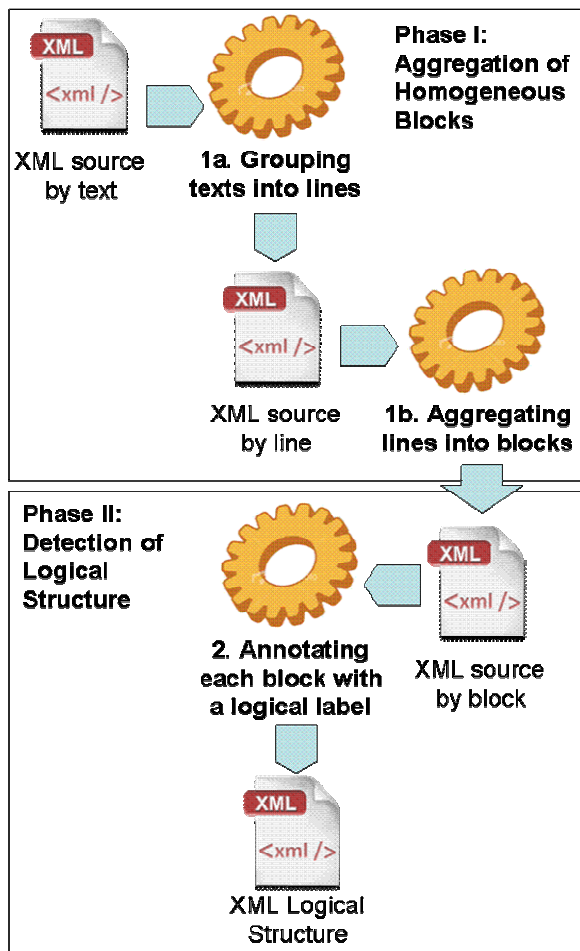 Phase I:
Aggregation of
Homogeneous
Blocks
XML
<xml />
XML source
by text
1a. Grouping
texts into lines
XML
<xml />
XML source
by line
1b. Aggregating
lines into blocks
Phase II:
Detection of
Logical
Structure
XML
<xml />
XML source
by block
2. Annotating
each block with
a logical label
XML
<xml />
XML Logical
Structure